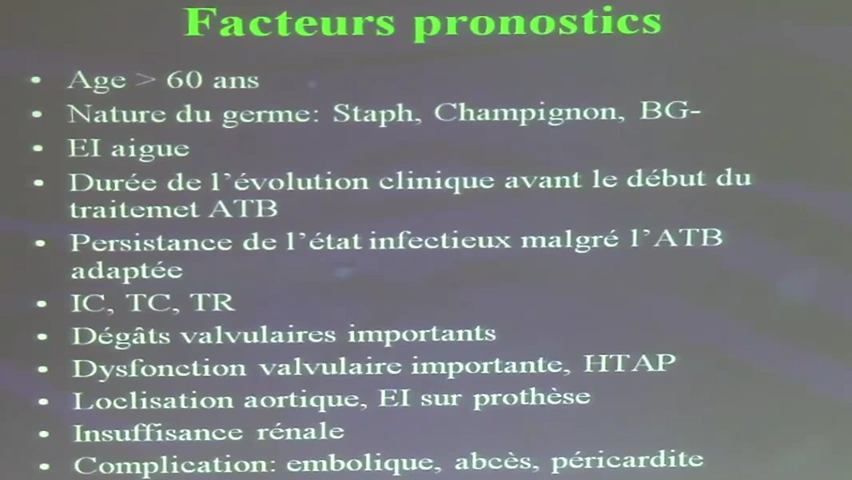 Facteurs pronostics
• Age > 60 ans
• Nature du germe: Staph, Champignon, BG-
• EI aigue
• Durée de l'évolution clinique avant le début du
traitemet ATB
• Persistance de l'état infectieux malgré l'ATB
adaptée
• IC, TC, TR
• Dégâts valvulaires importants
• Dysfonction valvulaire importante, HTAP
• Loclisation aortique, EI sur prothèse
• Insuffisance rénale
• Complication: embolique, abcès, péricardite